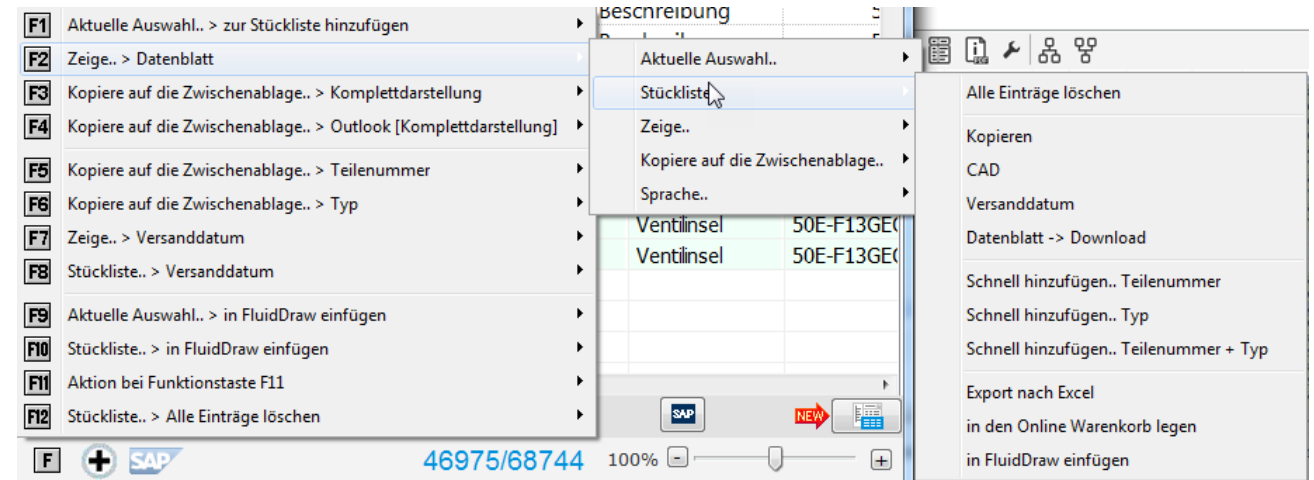 F1 Aktuelle Auswahl.. > zur Stückliste hinzufügen
F2 Zeige.. > Datenblatt
F3 Kopiere auf die Zwischenablage.. > Komplettdarstellung
F4 Kopiere auf die Zwischenablage.. > Outlook [Komplettdarstellung]
F5 Kopiere auf die Zwischenablage.. > Teilenummer
F6 Kopiere auf die Zwischenablage.. > Typ
F7 Zeige.. > Versanddatum
F8 Stückliste.. > Versanddatum
F9 Aktuelle Auswahl.. > in FluidDraw einfügen
F10 Stückliste.. > in FluidDraw einfügen
F11 Aktion bei Funktionstaste F11
F12 Stückliste.. > Alle Einträge löschen
F SAP 46975/68744 100%
Beschreibung
Aktuelle Auswahl..
Stückliste
Zeige..
Kopiere auf die Zwischenablage..
Sprache..
Ventilinsel 50E-F13GE
Ventilinsel 50E-F13GE
SAP NEW
Alle Einträge löschen
Kopieren
CAD
Versanddatum
Datenblatt -> Download
Schnell hinzufügen.. Teilenummer
Schnell hinzufügen.. Typ
Schnell hinzufügen.. Teilenummer + Typ
Export nach Excel
in den Online Warenkorb legen
in FluidDraw einfügen